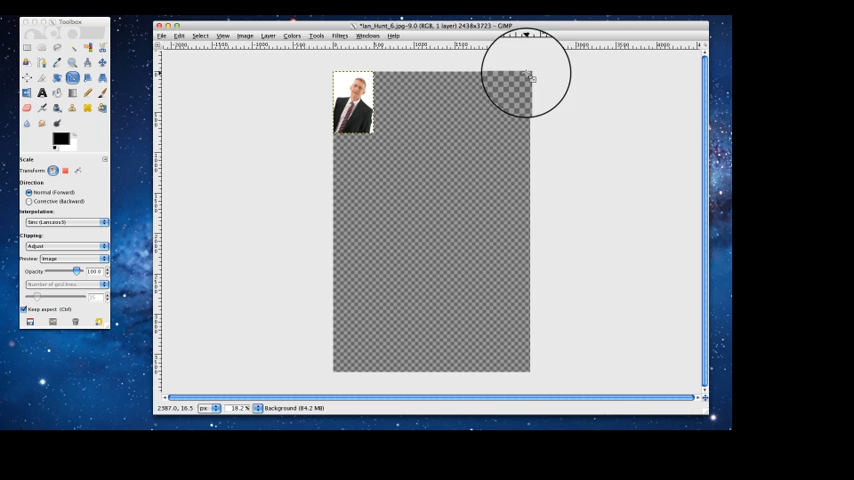 Toolbox
*Ian_Hunt_6.jpg-9.0 (RGB, 1 layer) 2438x3723 – GIMP
File Edit Select View Image Layer Colors Tools Filters Windows Help
Scale
Transform:
Direction
Normal (Forward)
Corrective (Backward)
Interpolation:
Sinc (Lanczos3)
Clipping:
Adjust
Preview: Image
Opacity 100.0
Number of grid lines
15
Keep aspect (Ctrl)
2387.0, 16.5 px 18.2 % Background (84.2 MB)